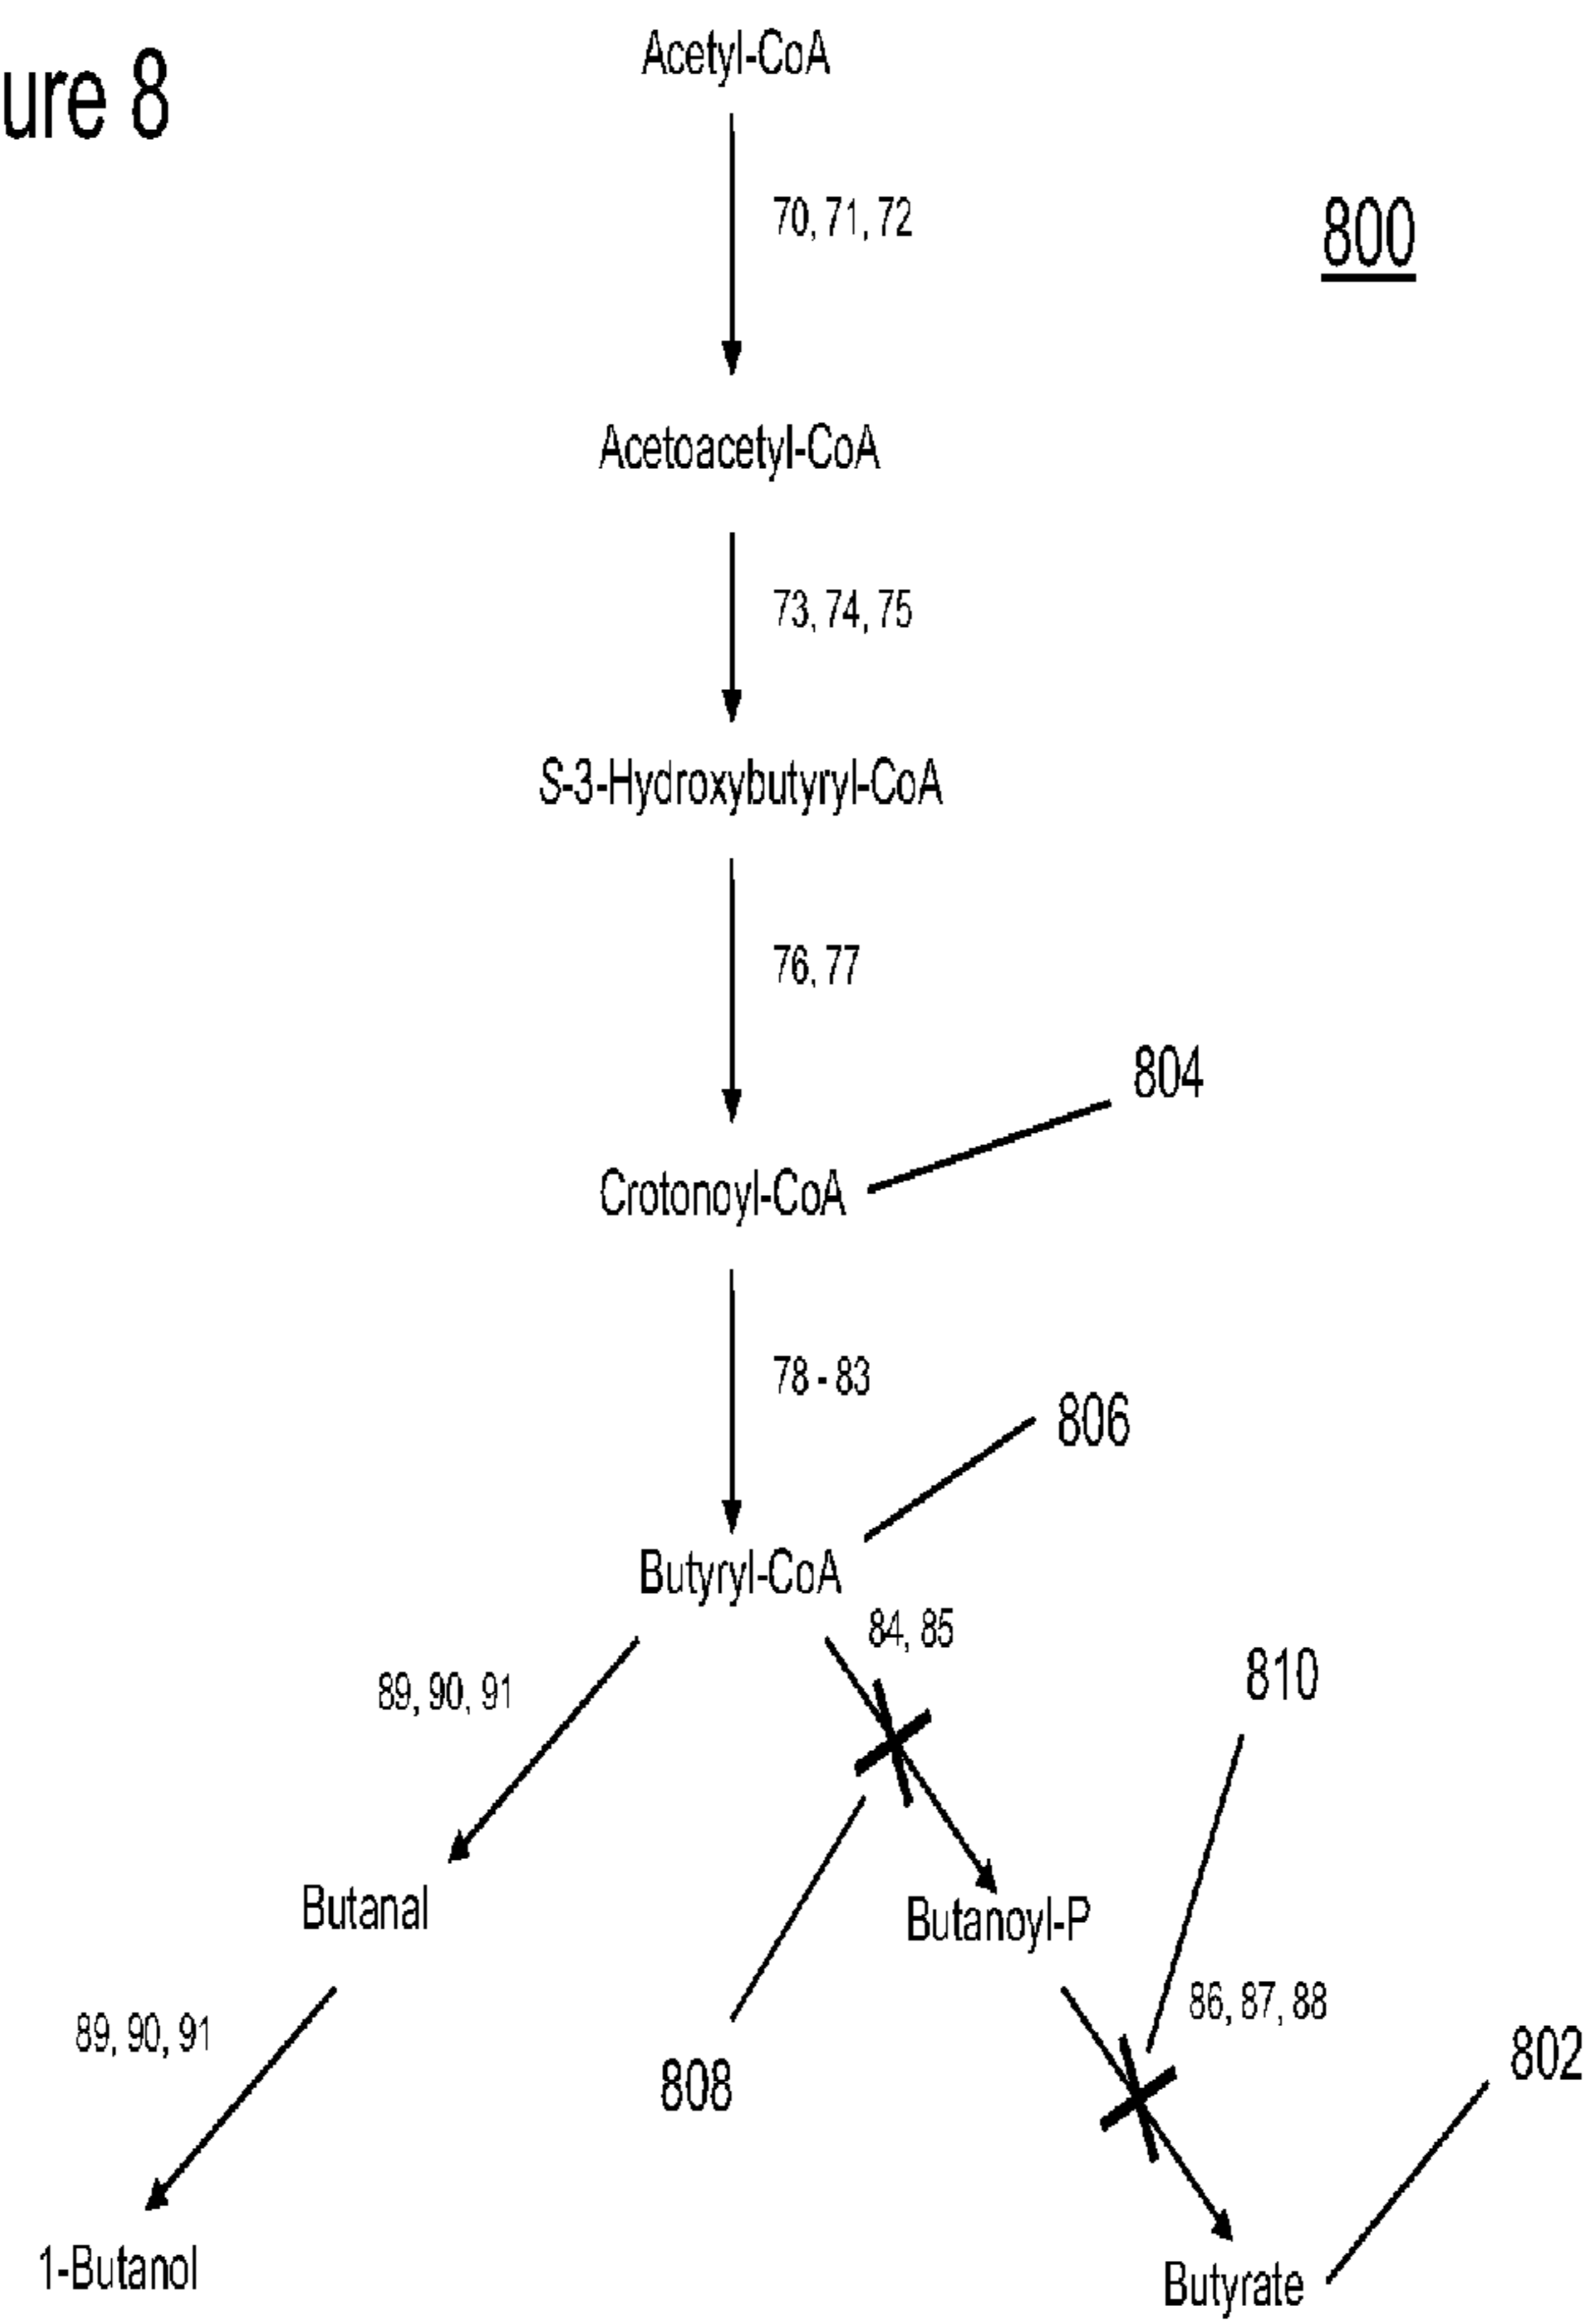 Acetyl-CoA
ure 8
70, 71, 72
800
Acetoacetyl-CoA
73, 74, 75
S-3-Hydroxybutyryl-CoA
76, 77
804
Crotonoyl-CoA
78 - 83
806
Butyryl-CoA
84, 85
89, 90, 91
810
Butanal
Butanoyl-P
86, 87, 88
89, 90, 91
808
802
1-Butanol
Butyrate